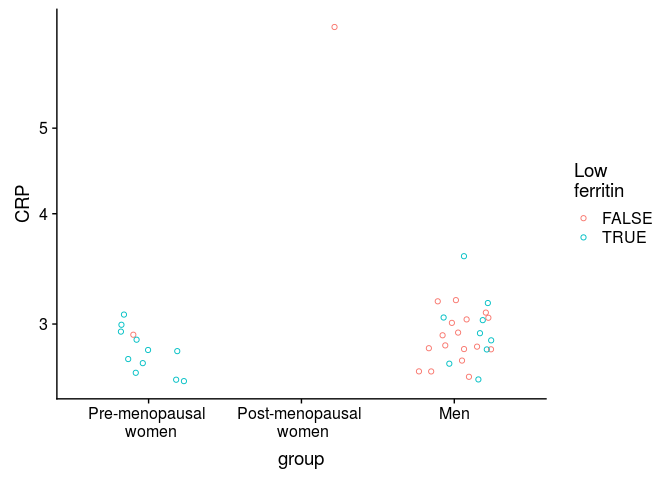 5
4
3
CRP
Pre-menopausal
women
Post-menopausal
women
Men
group
Low
ferritin
FALSE
TRUE